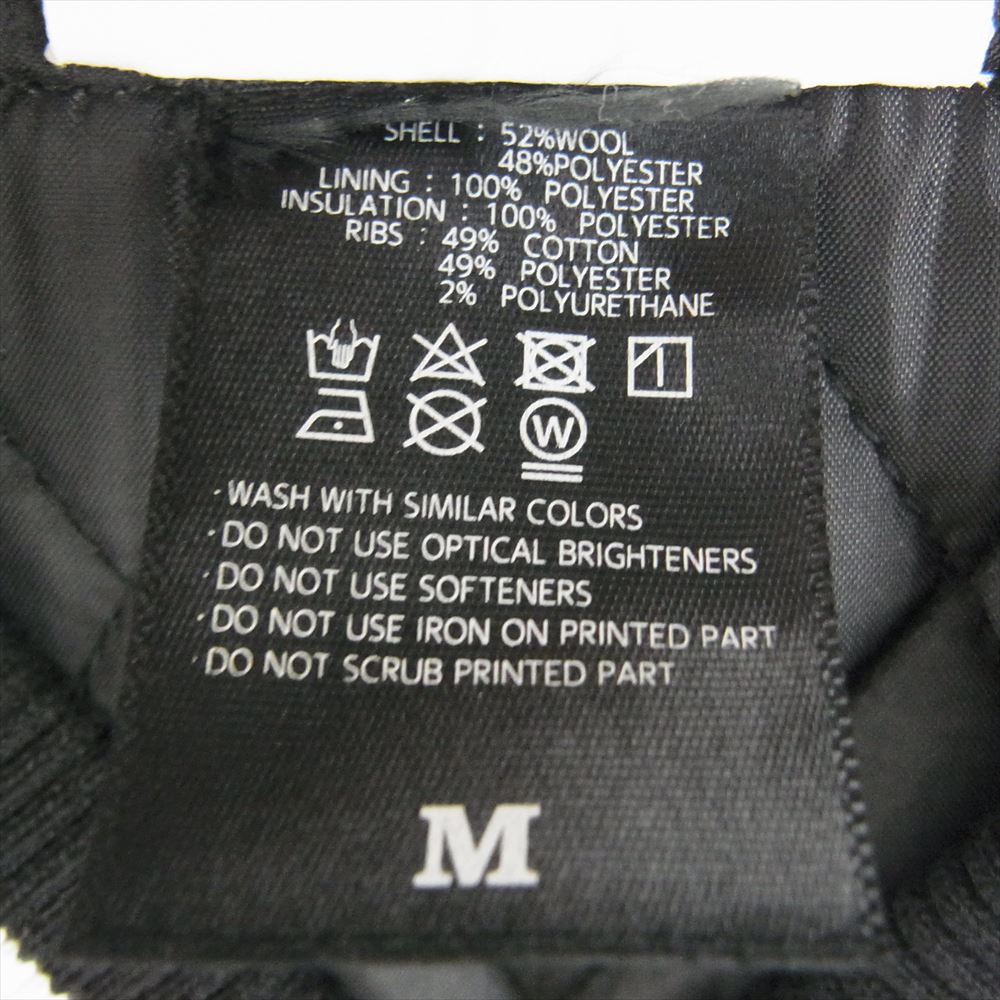 SHELL : 52%WOOL
48%POLYESTER
LINING : 100% POLYESTER
INSULATION : 100% POLYESTER
RIBS : 49% COTTON
49% POLYESTER
2% POLYURETHANE
W
·WASH WITH SIMILAR COLORS
·DO NOT USE OPTICAL BRIGHTENERS
·DO NOT USE SOFTENERS
·DO NOT USE IRON ON PRINTED PART
·DO NOT SCRUB PRINTED PART
M